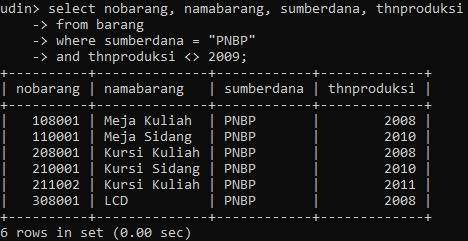 udin> select nobarang, namabarang, sumberdana, thnproduksi
    -> from barang
    -> where sumberdana = "PNBP"
    -> and thnproduksi <> 2009;
+----------+--------------+------------+-------------+
| nobarang | namabarang   | sumberdana | thnproduksi |
+----------+--------------+------------+-------------+
|   108001 | Meja Kuliah  | PNBP       |        2008 |
|   110001 | Meja Sidang  | PNBP       |        2010 |
|   208001 | Kursi Kuliah | PNBP       |        2008 |
|   210001 | Kursi Sidang | PNBP       |        2010 |
|   211002 | Kursi Kuliah | PNBP       |        2011 |
|   308001 | LCD          | PNBP       |        2008 |
+----------+--------------+------------+-------------+
6 rows in set (0.00 sec)